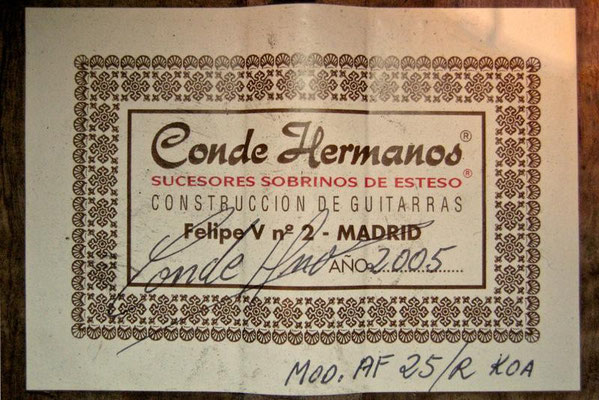 Conde Hermanos®
SUCESORES SOBRINOS DE ESTESO®
CONSTRUCCION DE GUITARRAS
Felipe V nº 2 - MADRID
Conde Hnos AÑO 2005
MOD. AF 25/R KOA